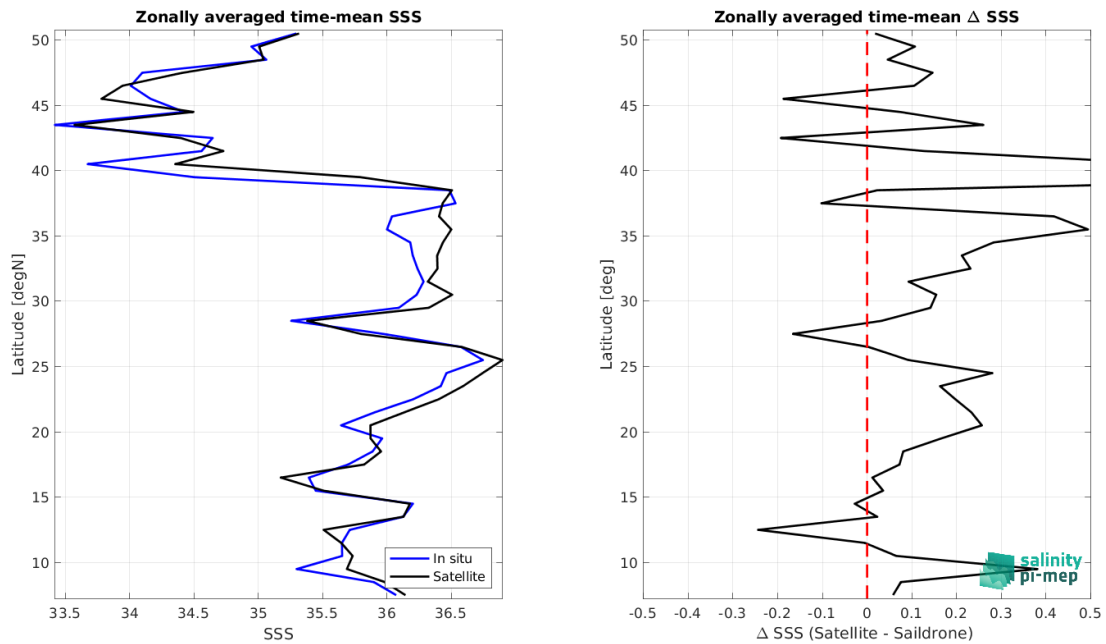 Zonally averaged time-mean SSS
50
45
40
35
30
25
20
15
10
Latitude [degN]
33.5 34 34.5 35 35.5 36 36.5
SSS
In situ
Satellite
Zonally averaged time-mean Δ SSS
50
45
40
35
30
25
20
15
10
Latitude [deg]
-0.5 -0.4 -0.3 -0.2 -0.1 0 0.1 0.2 0.3 0.4 0.5
Δ SSS (Satellite - Saildrone)
salinity
pi-mep